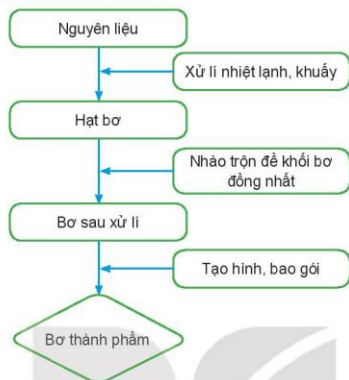 Nguyên liệu
Xử lí nhiệt lạnh, khuấy
Hạt bơ
Nhào trộn để khối bơ
đồng nhất
Bơ sau xử lí
Tạo hình, bao gói
Bơ thành phẩm